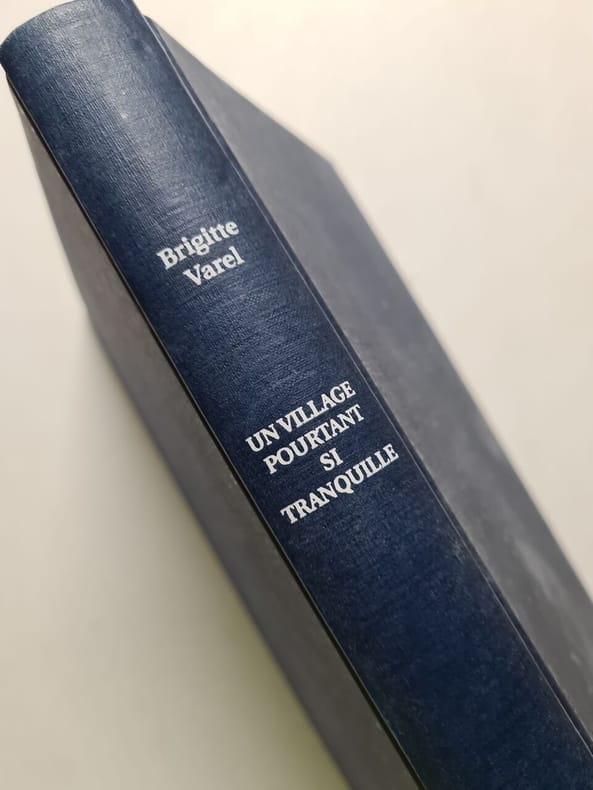 Brigitte
Varel
UN VILLAGE
POURTANT
SI
TRANQUILLE